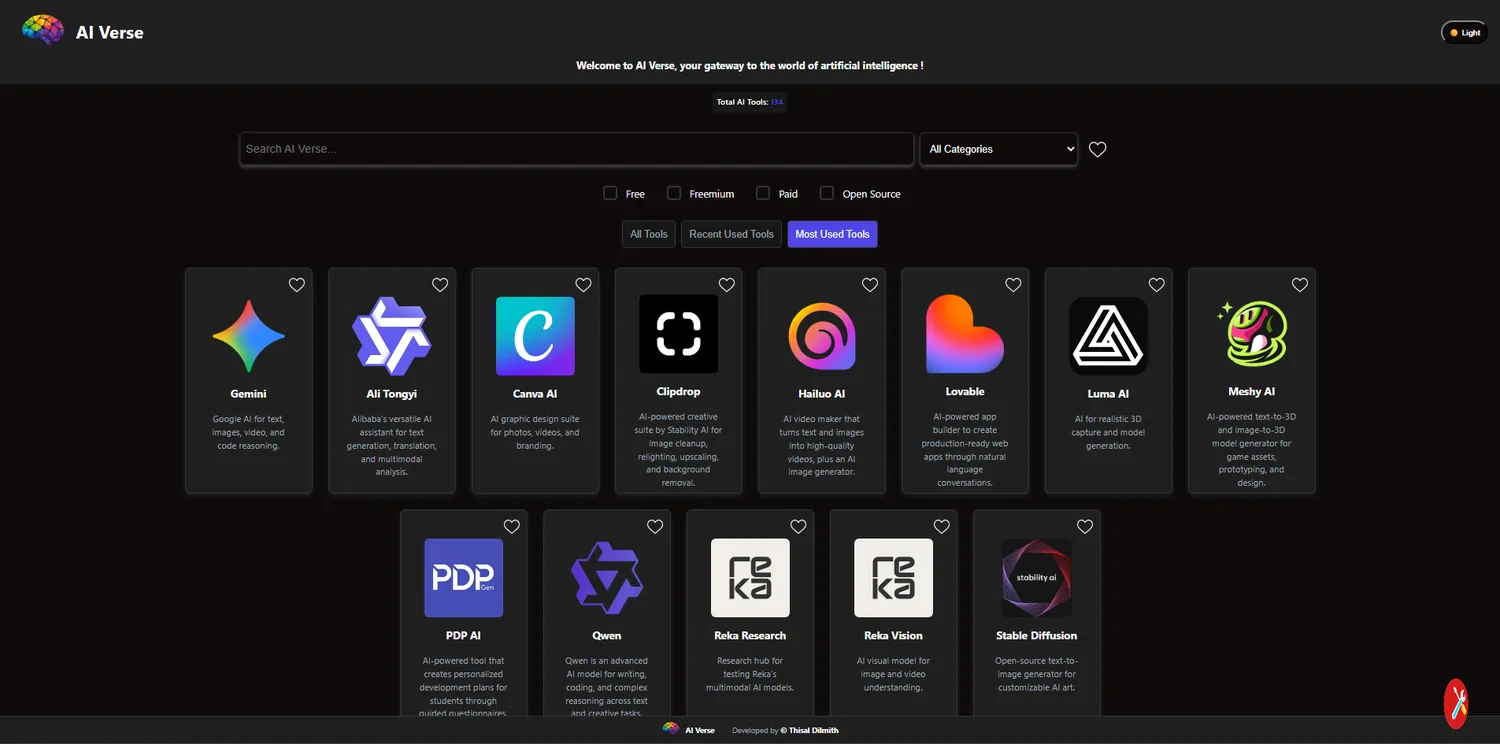 AI Verse
Light
Welcome to AI Verse, your gateway to the world of artificial intelligence !
Total AI Tools: 134
Search AI Verse...
All Categories
Free
Freemium
Paid
Open Source
All Tools
Recent Used Tools
Most Used Tools
Gemini
Google AI for text,
images, video, and
code reasoning.
Ali Tongyi
Alibaba's versatile AI
assistant for text
generation, translation,
and multimodal
analysis.
C
Canva AI
AI graphic design suite
for photos, videos, and
branding.
Clipdrop
AI-powered creative
suite by Stability AI for
image cleanup,
relighting, upscaling,
and background
removal.
Hailuo AI
AI video maker that
turns text and images
into high-quality
videos, plus an AI
image generator.
Lovable
AI-powered app
builder to create
production-ready web
apps through natural
language
conversations.
Luma AI
AI for realistic 3D
capture and model
generation.
Meshy AI
AI-powered text-to-3D
and image-to-3D
model generator for
game assets,
prototyping, and
design.
PDP
Gen
PDP AI
AI-powered tool that
creates personalized
development plans for
students through
guided questionnaires.
Qwen
Qwen is an advanced
AI model for writing,
coding, and complex
reasoning across text
and creative tasks.
reka
Reka Research
Research hub for
testing Reka's
multimodal AI models.
reka
Reka Vision
AI visual model for
image and video
understanding.
stability ai
Stable Diffusion
Open-source text-to-
image generator for
customizable AI art.
AI Verse
Developed by © Thisal Dilmith